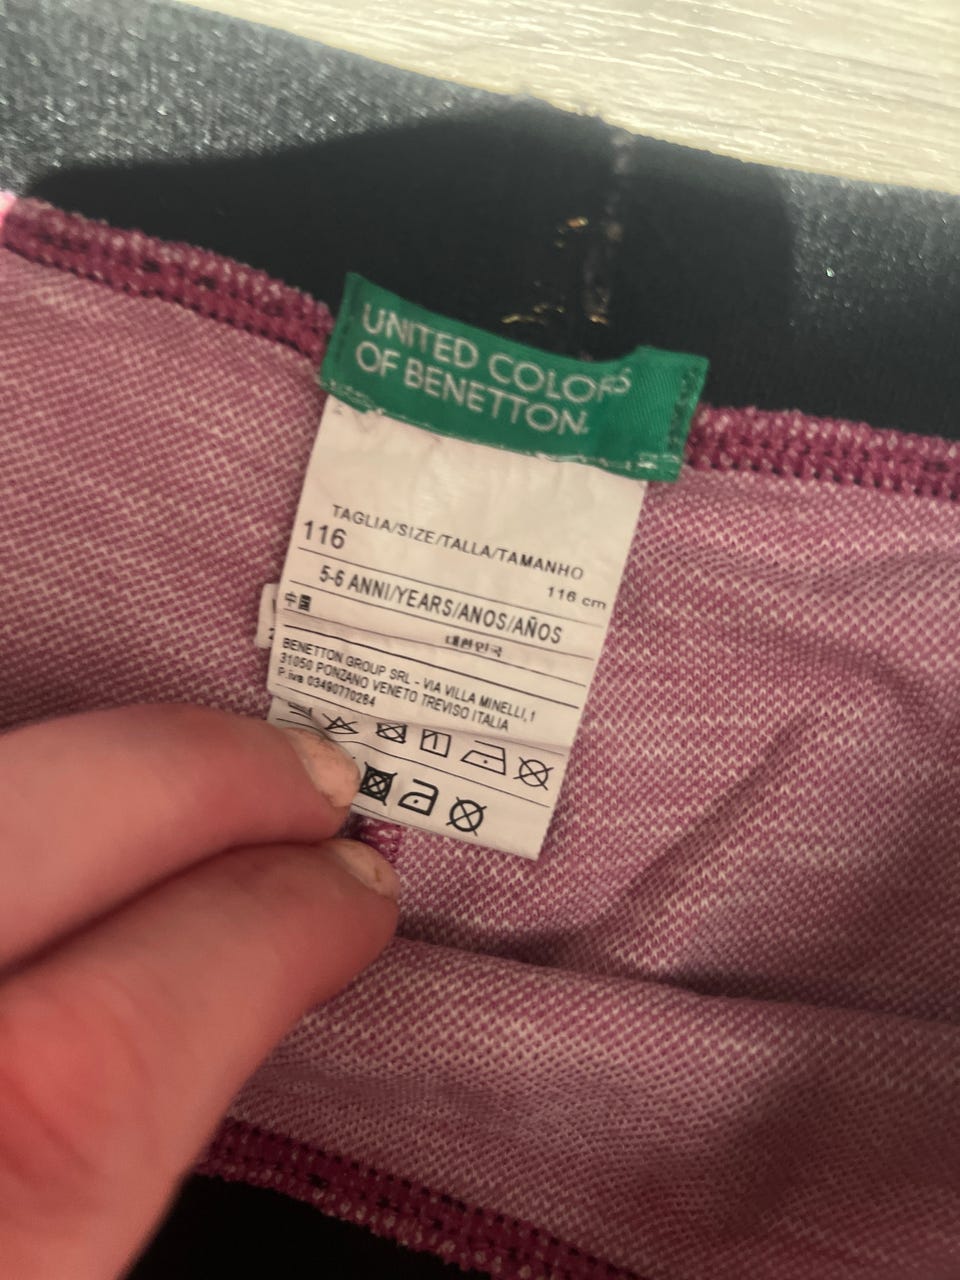 UNITED COLORS
OF BENETTON.
TAGLIA/SIZE/TALLA/TAMANHO
116
116 cm
5-6 ANNI/YEARS/ANOS/AÑOS
中国
대한민국
BENETTON GROUP SRL - VIA VILLA MINELLI,1
31050 PONZANO VENETO TREVISO ITALIA
P.iva 03490770264